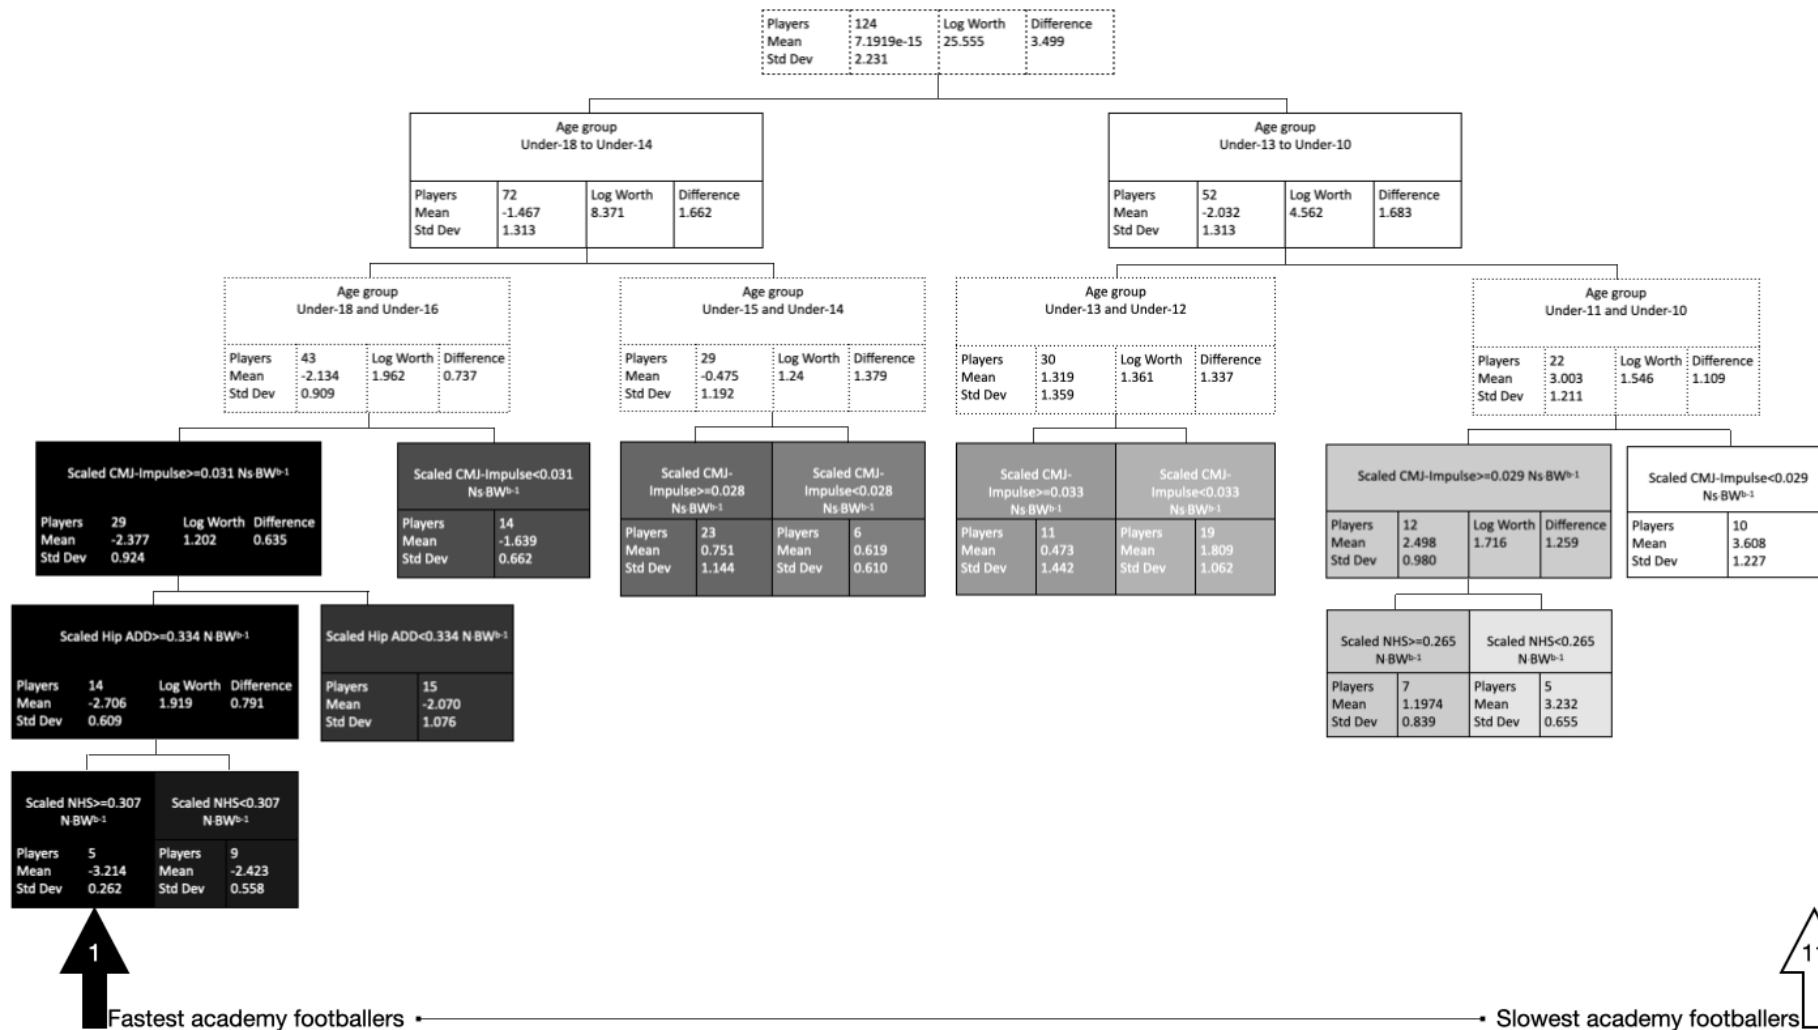 Players 124 Log Worth Difference
Mean 7.1919e-15 25.555 3.499
Std Dev 2.231
Age group
Under-18 to Under-14
Players 72 Log Worth Difference
Mean -1.467 8.371 1.662
Std Dev 1.313
Age group
Under-13 to Under-10
Players 52 Log Worth Difference
Mean -2.032 4.562 1.683
Std Dev 1.313
Age group
Under-18 and Under-16
Players 43 Log Worth Difference
Mean -2.134 1.962 0.737
Std Dev 0.909
Age group
Under-15 and Under-14
Players 29 Log Worth Difference
Mean -0.475 1.24 1.379
Std Dev 1.192
Age group
Under-13 and Under-12
Players 30 Log Worth Difference
Mean 1.319 1.361 1.337
Std Dev 1.359
Age group
Under-11 and Under-10
Players 22 Log Worth Difference
Mean 3.003 1.546 1.109
Std Dev 1.211
Scaled CMJ-Impulse>=0.031 Ns·BWᵇ⁻¹
Players 29 Log Worth Difference
Mean -2.377 1.202 0.635
Std Dev 0.924
Scaled CMJ-Impulse<0.031
Ns·BWᵇ⁻¹
Players 14
Mean -1.639
Std Dev 0.662
Scaled CMJ-
Impulse>=0.028
Ns·BWᵇ⁻¹
Players 23
Mean 0.751
Std Dev 1.144
Scaled CMJ-
Impulse<0.028
Ns·BWᵇ⁻¹
Players 6
Mean 0.619
Std Dev 0.610
Scaled CMJ-
Impulse>=0.033
Ns·BWᵇ⁻¹
Players 11
Mean 0.473
Std Dev 1.442
Scaled CMJ-
Impulse<0.033
Ns·BWᵇ⁻¹
Players 19
Mean 1.809
Std Dev 1.062
Scaled CMJ-Impulse>=0.029 Ns·BWᵇ⁻¹
Players 12 Log Worth Difference
Mean 2.498 1.716 1.259
Std Dev 0.980
Scaled CMJ-Impulse<0.029
Ns·BWᵇ⁻¹
Players 10
Mean 3.608
Std Dev 1.227
Scaled Hip ADD>=0.334 N·BWᵇ⁻¹
Players 14 Log Worth Difference
Mean -2.706 1.919 0.791
Std Dev 0.609
Scaled Hip ADD<0.334 N·BWᵇ⁻¹
Players 15
Mean -2.070
Std Dev 1.076
Scaled NHS>=0.265
N·BWᵇ⁻¹
Players 7
Mean 1.1974
Std Dev 0.839
Scaled NHS<0.265
N·BWᵇ⁻¹
Players 5
Mean 3.232
Std Dev 0.655
Scaled NHS>=0.307
N·BWᵇ⁻¹
Players 5
Mean -3.214
Std Dev 0.262
Scaled NHS<0.307
N·BWᵇ⁻¹
Players 9
Mean -2.423
Std Dev 0.558
1
11
Fastest academy footballers
Slowest academy footballers